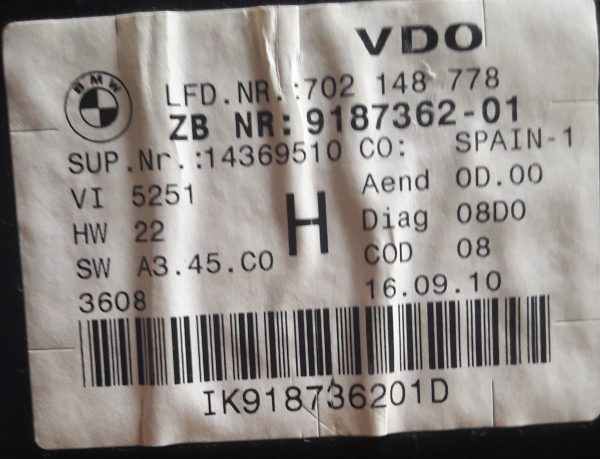 VDO
BMW
LFD.NR.:702 148 778
ZB NR:9187362-01
SUP.Nr.:14369510 CO: SPAIN-1
VI 5251 H Aend 0D.00
HW 22 Diag 08D0
SW A3.45.C0 COD 08
3608 16.09.10
IK918736201D